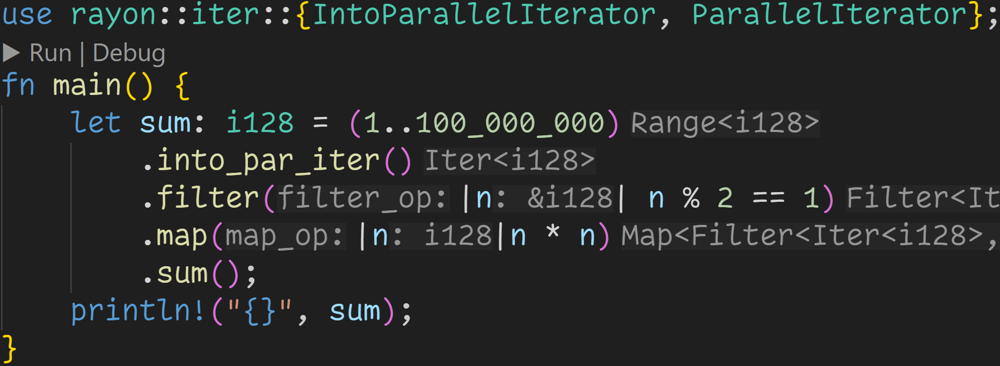 use rayon::iter::{IntoParallelIterator, ParallelIterator};
▶ Run | Debug
fn main() {
    let sum: i128 = (1..100_000_000) Range<i128>
        .into_par_iter() Iter<i128>
        .filter(filter_op: |n: &i128| n % 2 == 1) Filter<It
        .map(map_op: |n: i128|n * n) Map<Filter<Iter<i128>,
        .sum();
    println!("{}", sum);
}